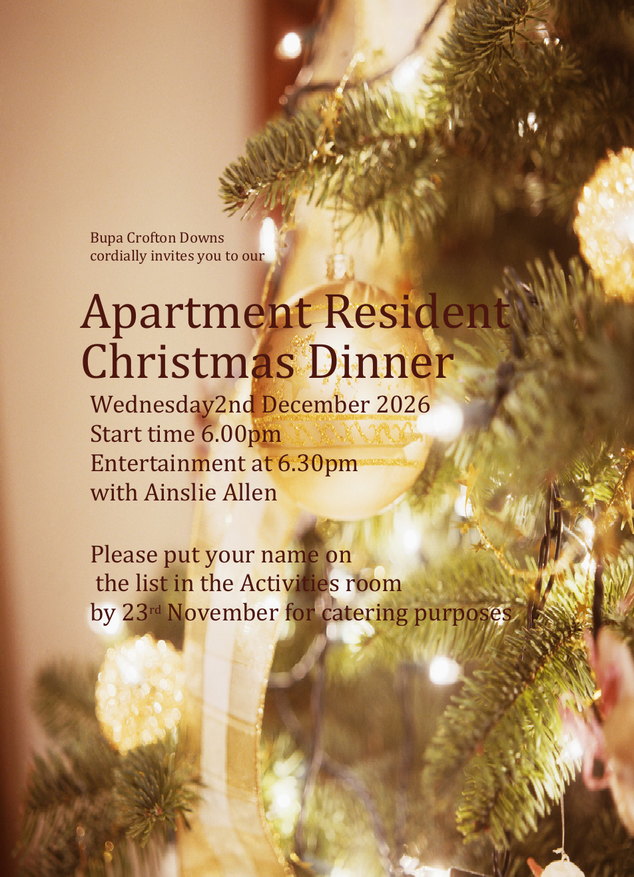 Bupa Crofton Downs
cordially invites you to our
Apartment Resident
Christmas Dinner
Wednesday2nd December 2026
Start time 6.00pm
Entertainment at 6.30pm
with Ainslie Allen
Please put your name on
the list in the Activities room
by 23rd November for catering purposes